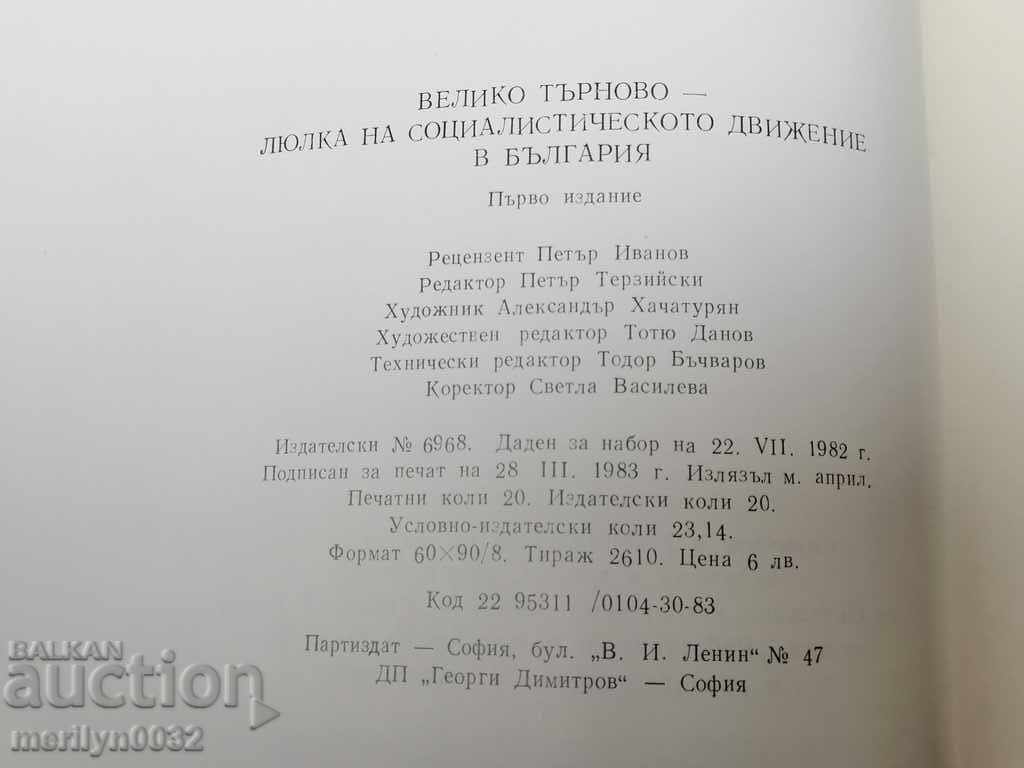 ВЕЛИКО ТЪРНОВО —
ЛЮЛКА НА СОЦИАЛИСТИЧЕСКОТО ДВИЖЕНИЕ
В БЪЛГАРИЯ
Първо издание
Рецензент Петър Иванов
Редактор Петър Терзийски
Художник Александър Хачатурян
Художествен редактор Тотю Данов
Технически редактор Тодор Бъчваров
Коректор Светла Василева
Издателски № 6968. Даден за набор на 22. VII. 1982 г.
Подписан за печат на 28 III. 1983 г. Излязъл м. април.
Печатни коли 20. Издателски коли 20.
Условно-издателски коли 23,14.
Формат 60×90/8. Тираж 2610. Цена 6 лв.
Код 22 95311 /0104-30-83
Партиздат — София, бул. „В. И. Ленин“ № 47
ДП „Георги Димитров“ — София
BALKAN
auction
merilyn0032